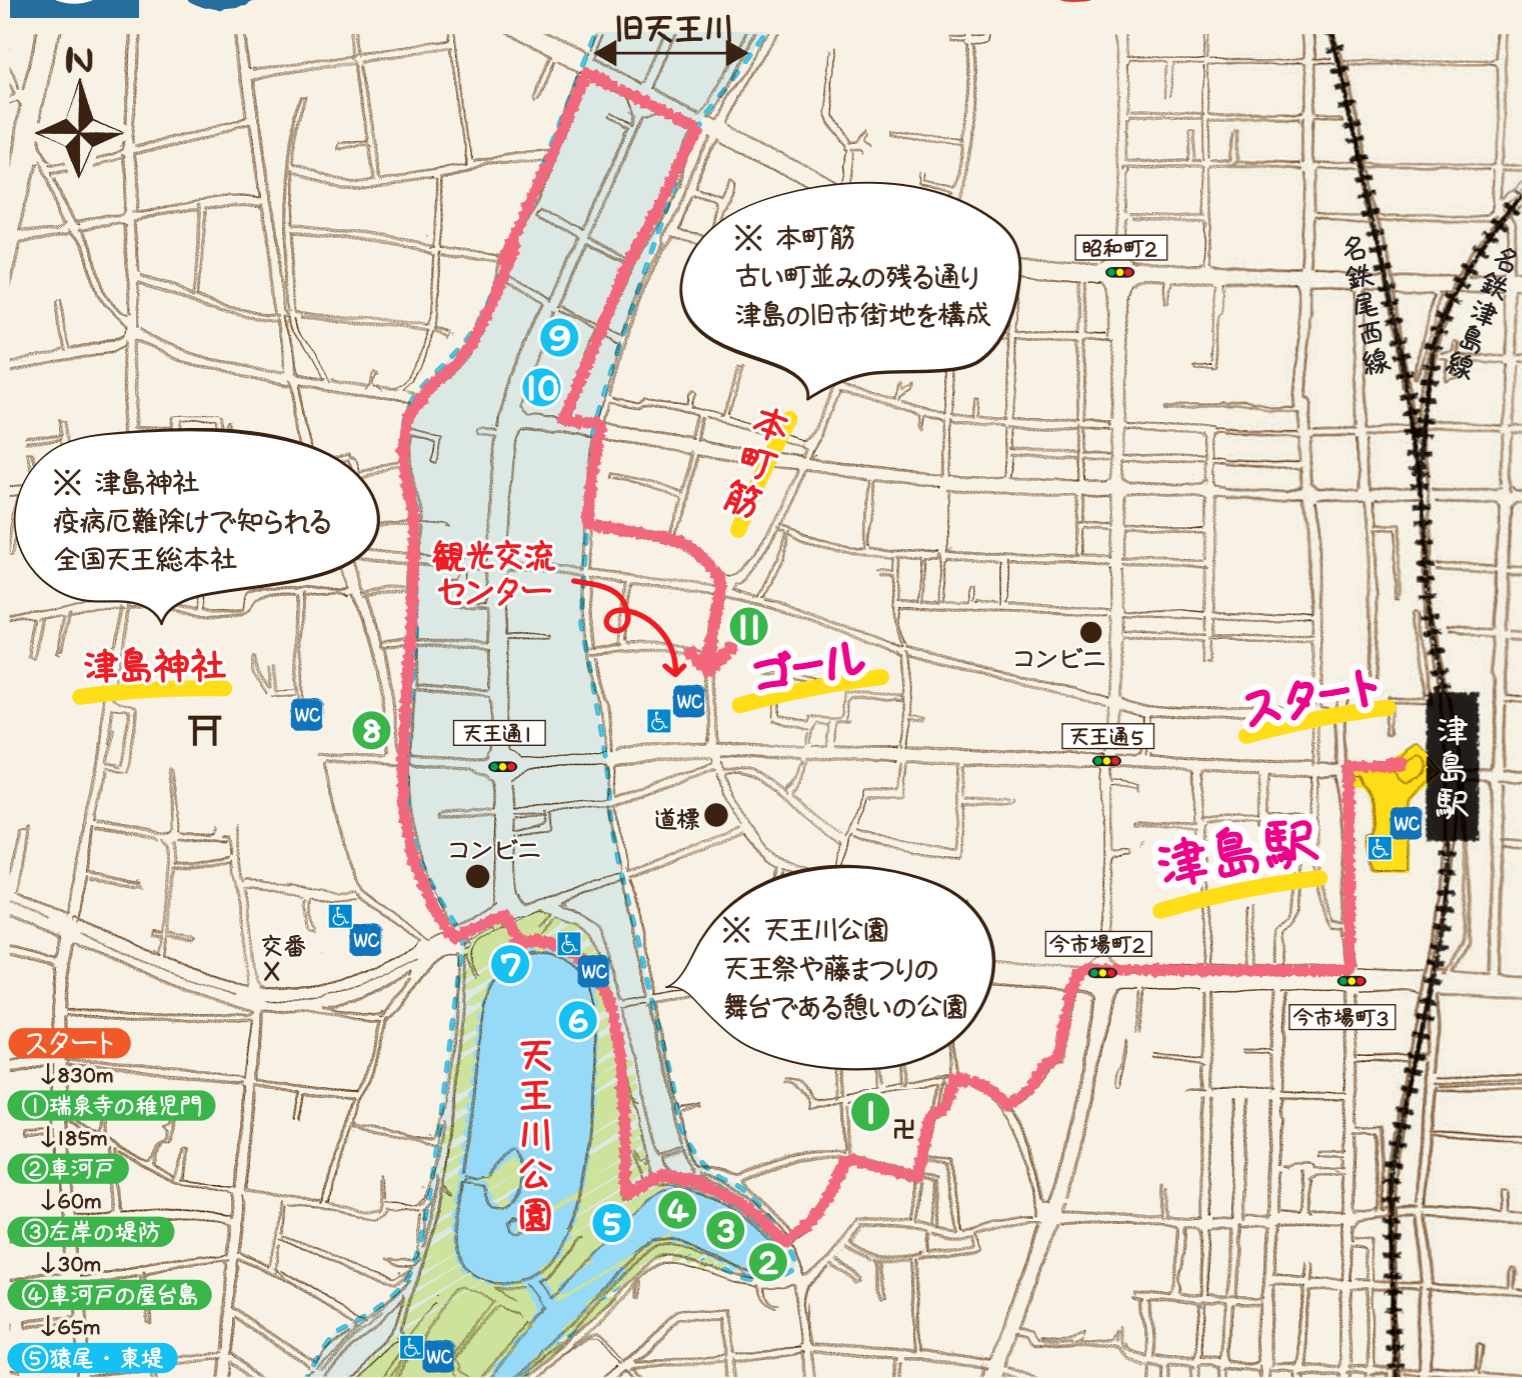 旧天王川
N
※ 本町筋
古い町並みの残る通り
津島の旧市街地を構成
昭和町2
名鉄尾西線
名鉄津島線
⑨
⑩
本町筋
※ 津島神社
疫病厄難除けで知られる
全国天王総本社
観光交流
センター
⑪
ゴール
コンビニ
津島神社
WC
⑧
WC
スタート
天王通1
天王通5
津島駅
道標
WC
津島駅
コンビニ
※ 天王川公園
天王祭や藤まつりの
舞台である憩いの公園
交番
X
WC
⑦
WC
⑥
今市場町2
今市場町3
天王川公園
①
卍
⑤
④
③
②
WC
スタート
↓830m
①瑞泉寺の稚児門
↓185m
②車河戸
↓60m
③左岸の堤防
↓30m
④車河戸の屋台島
↓65m
⑤猿尾・東堤